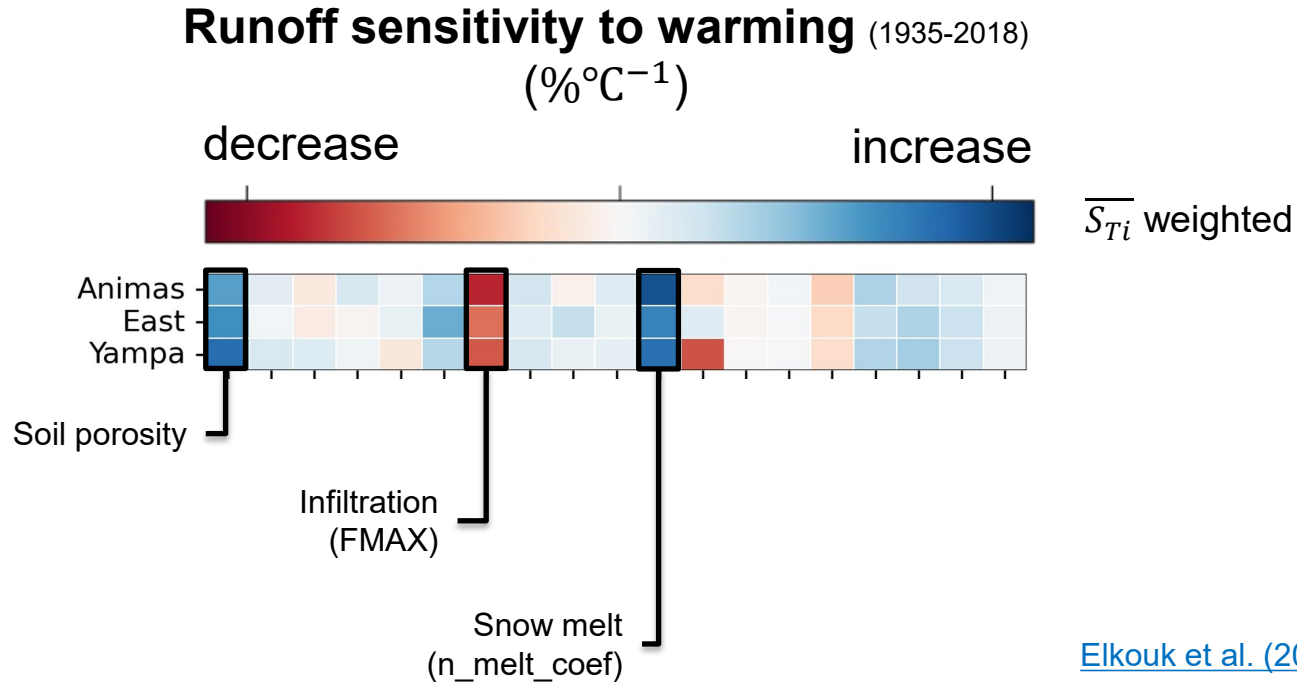 Runoff sensitivity to warming (1935-2018)
(%°C⁻¹)
decrease increase
S̅T̅i̅ weighted
Animas
East
Yampa
Soil porosity
Infiltration
(FMAX)
Snow melt
(n_melt_coef)
Elkouk et al. (20